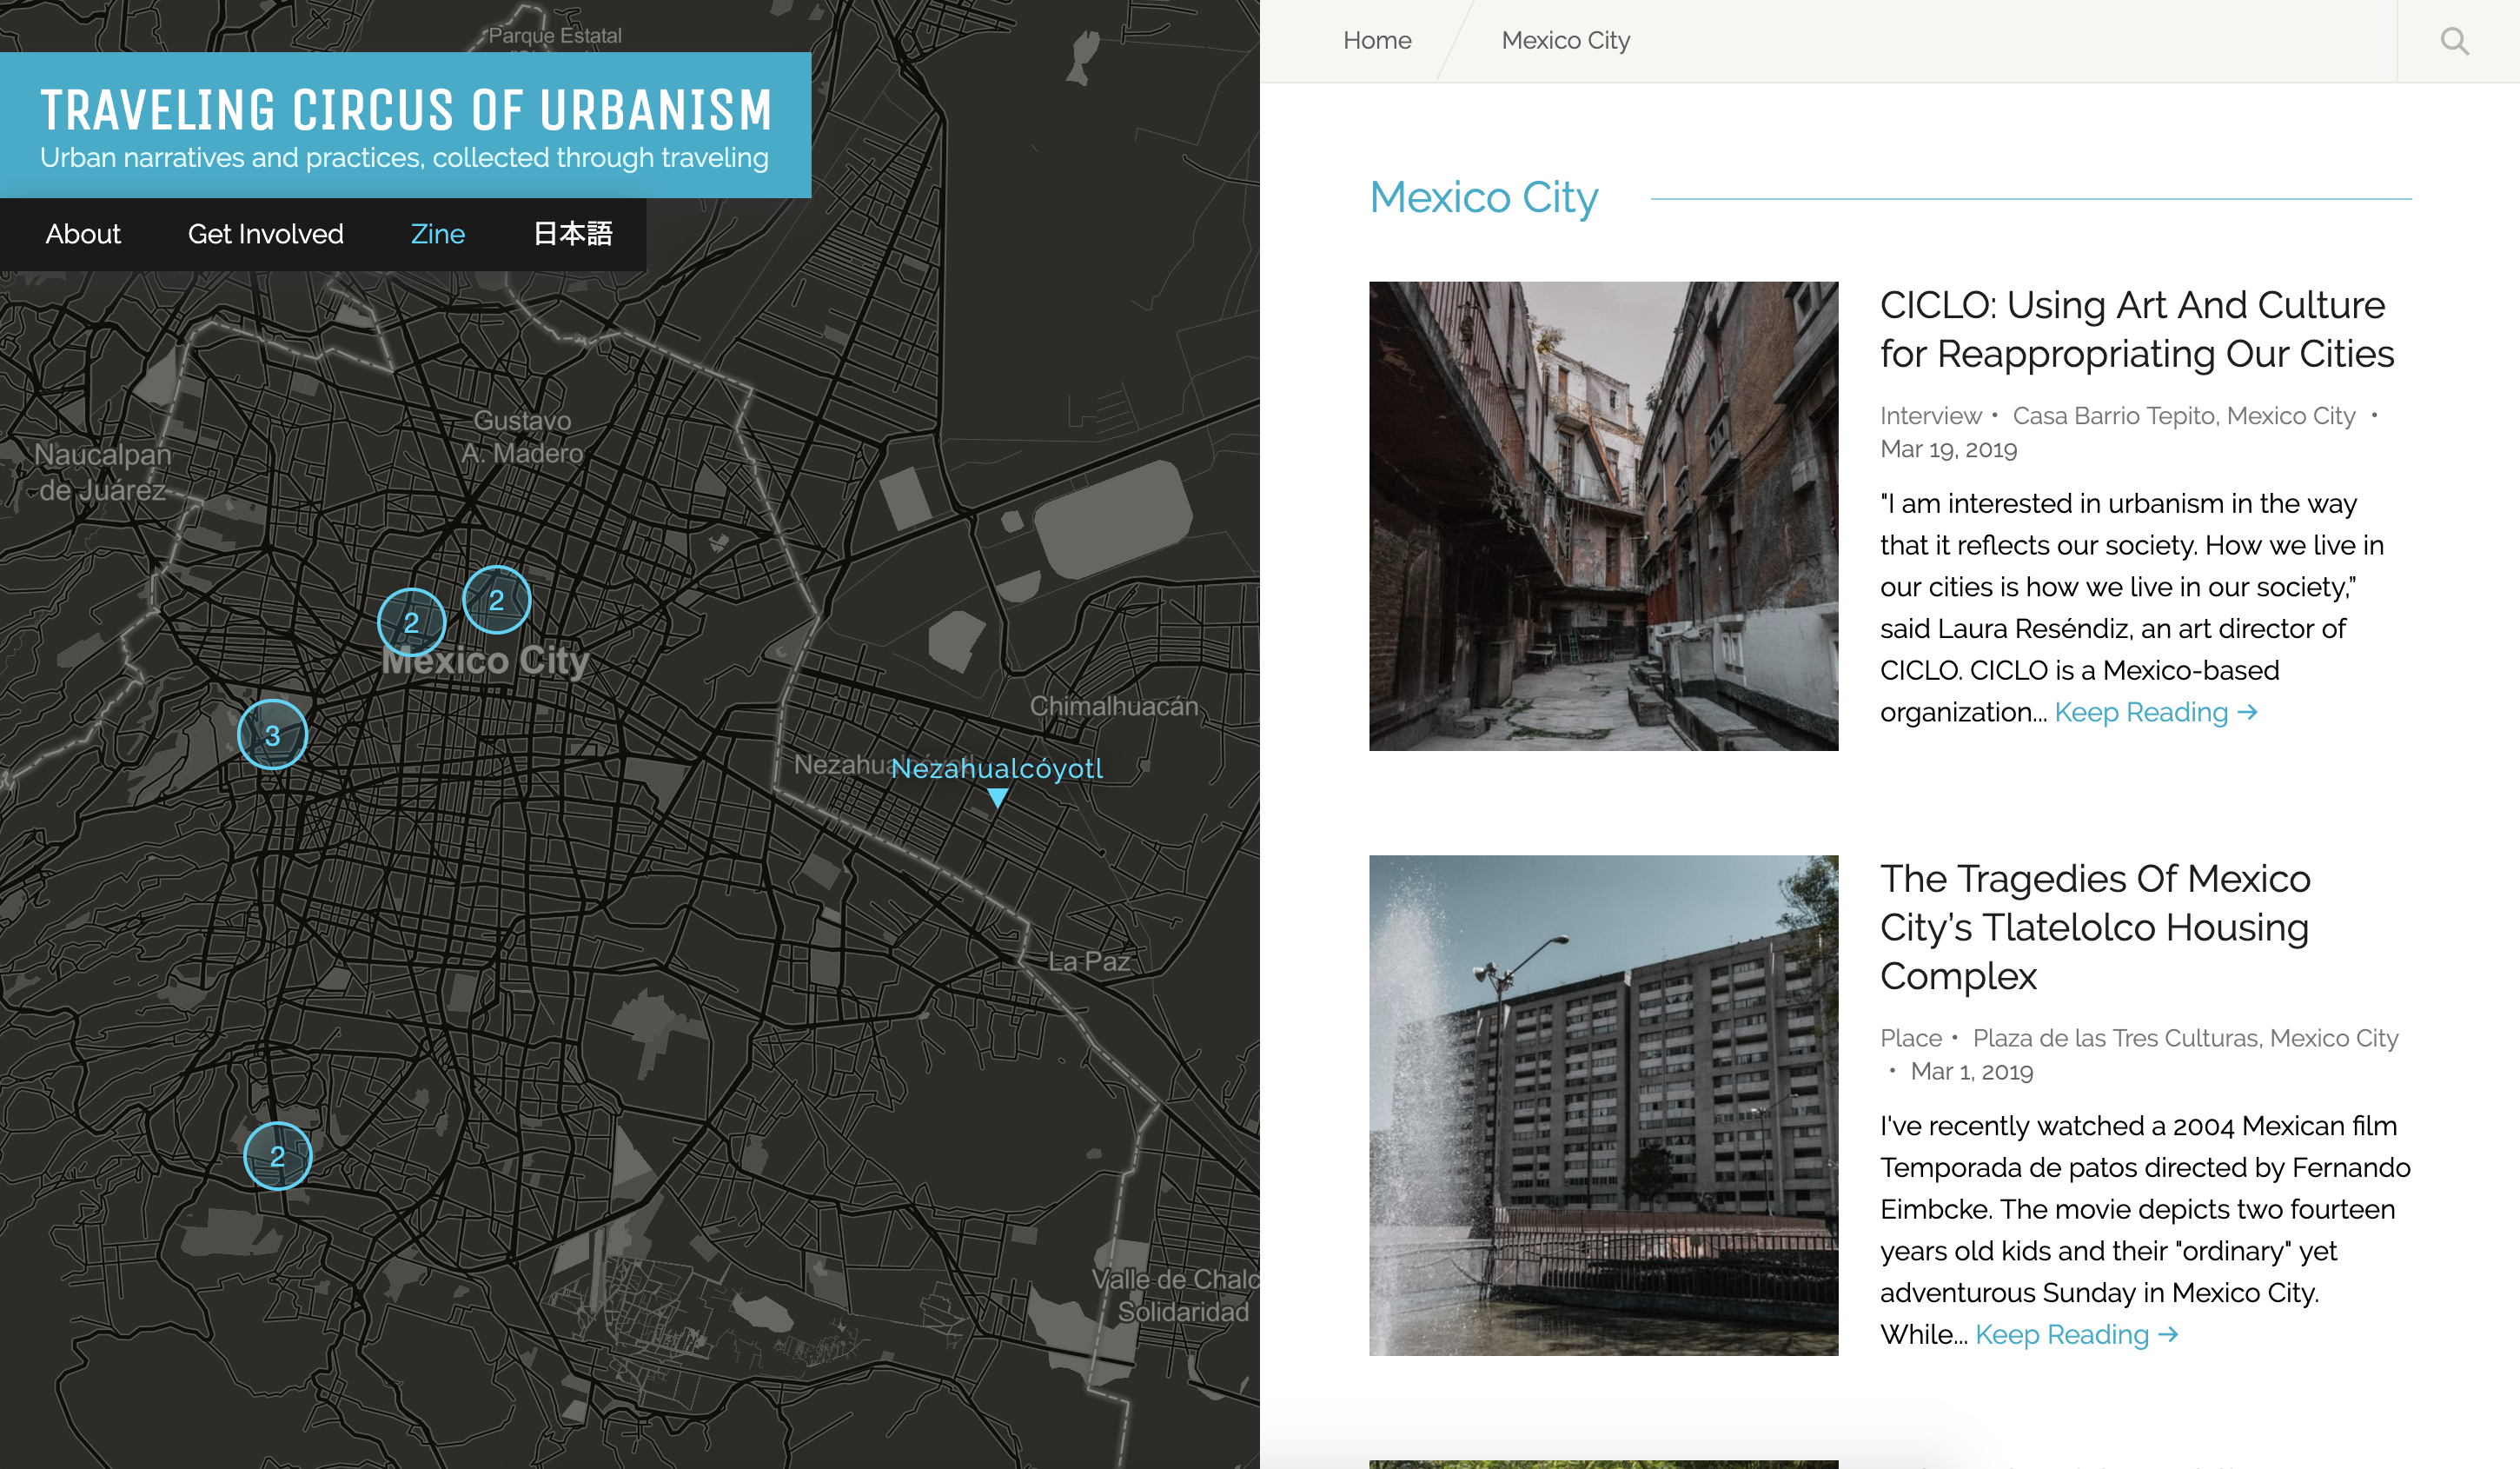 Parque Estatal
TRAVELING CIRCUS OF URBANISM
Urban narratives and practices, collected through traveling
About
Get Involved
Zine
日本語
Gustavo
A. Madero
Naucalpan
de Juárez
2
2
Mexico City
3
Chimalhuacán
Nezahualcóyotl
La Paz
2
Valle de Chalc
Solidaridad
Home
Mexico City
Mexico City
CICLO: Using Art And Culture
for Reappropriating Our Cities
Interview • Casa Barrio Tepito, Mexico City •
Mar 19, 2019
"I am interested in urbanism in the way
that it reflects our society. How we live in
our cities is how we live in our society,”
said Laura Reséndiz, an art director of
CICLO. CICLO is a Mexico-based
organization... Keep Reading →
The Tragedies Of Mexico
City’s Tlatelolco Housing
Complex
Place • Plaza de las Tres Culturas, Mexico City
• Mar 1, 2019
I've recently watched a 2004 Mexican film
Temporada de patos directed by Fernando
Eimbcke. The movie depicts two fourteen
years old kids and their "ordinary" yet
adventurous Sunday in Mexico City.
While... Keep Reading →